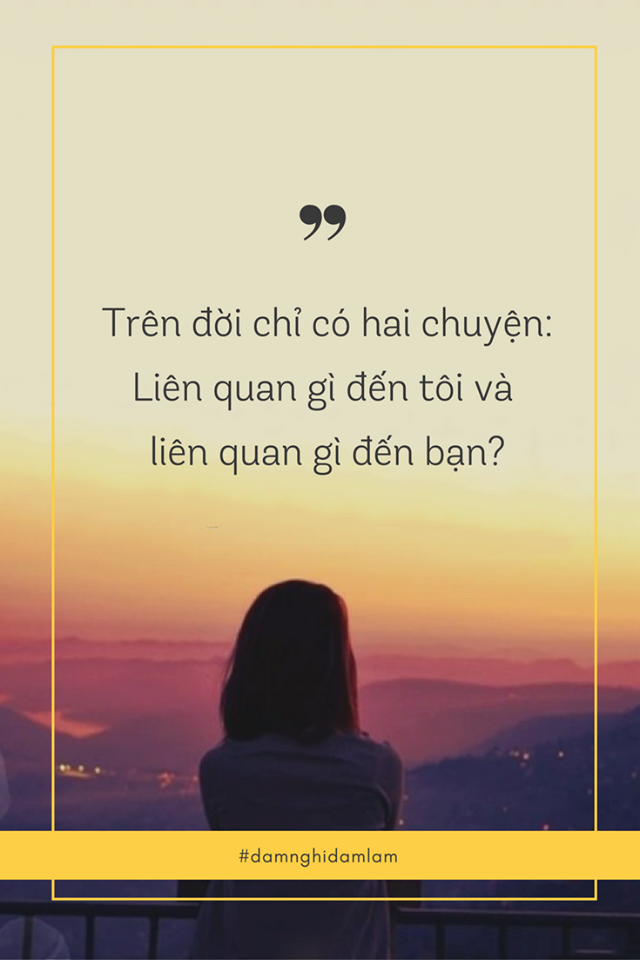 ”
Trên đời chỉ có hai chuyện:
Liên quan gì đến tôi và
liên quan gì đến bạn?
#damnghidamlam